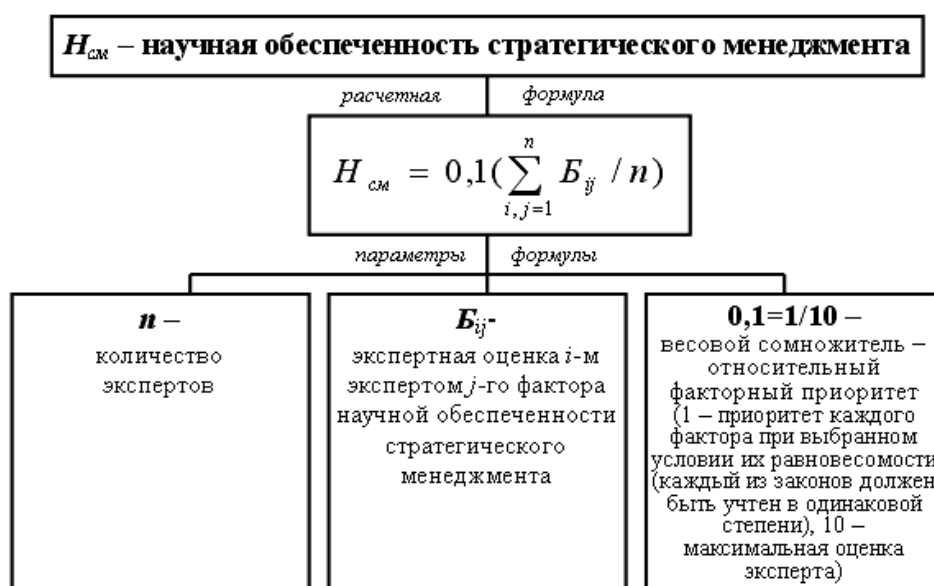 Нсм – научная обеспеченность стратегического менеджмента
расчетная формула
Н см = 0,1(∑ Б ij / n)
n
i, j=1
параметры формулы
n –
количество
экспертов
Бij-
экспертная оценка i-м
экспертом j-го фактора
научной обеспеченности
стратегического
менеджмента
0,1=1/10 –
весовой сомножитель –
относительный
факторный приоритет
(1 – приоритет каждого
фактора при выбранном
условии их равновесомости
(каждый из законов должен
быть учтен в одинаковой
степени), 10 –
максимальная оценка
эксперта)